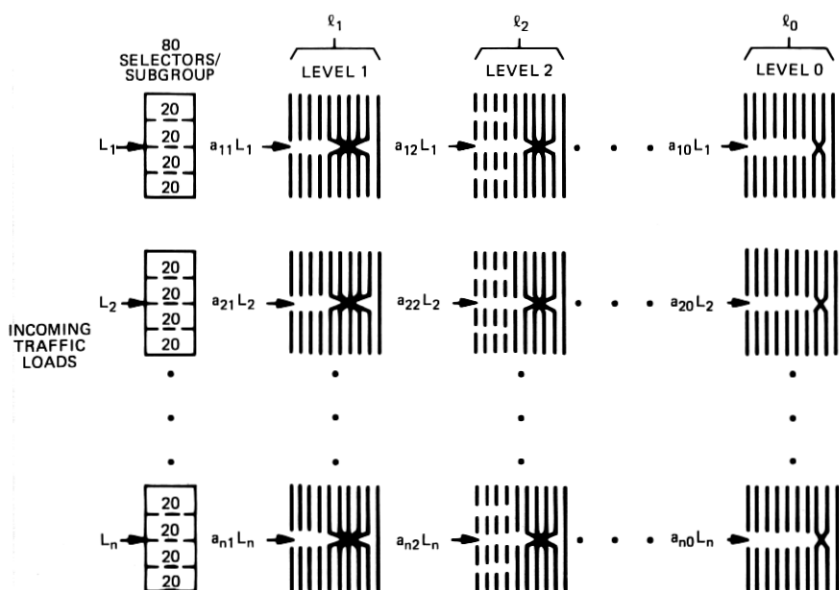 80
SELECTORS/
SUBGROUP
ℓ1
LEVEL 1
ℓ2
LEVEL 2
ℓ0
LEVEL 0
L1
20
20
20
20
a11L1
a12L1
a10L1
L2
20
20
20
20
a21L2
a22L2
a20L2
INCOMING
TRAFFIC
LOADS
Ln
20
20
20
20
an1Ln
an2Ln
an0Ln